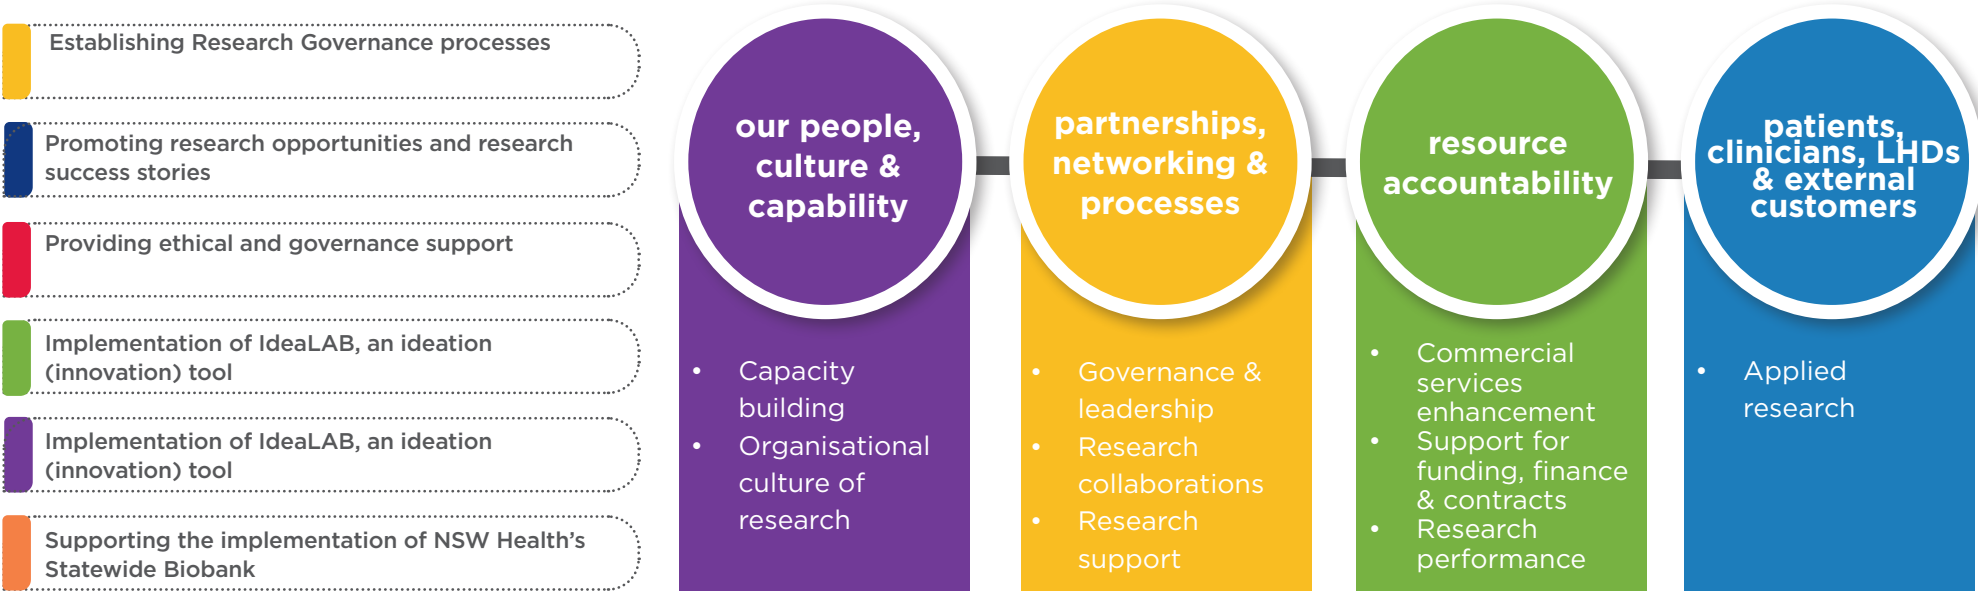 Establishing Research Governance processes
Promoting research opportunities and research
success stories
Providing ethical and governance support
Implementation of IdeaLAB, an ideation
(innovation) tool
Implementation of IdeaLAB, an ideation
(innovation) tool
Supporting the implementation of NSW Health’s
Statewide Biobank
our people,
culture &
capability
• Capacity
building
• Organisational
culture of
research
partnerships,
networking &
processes
• Governance &
leadership
• Research
collaborations
• Research
support
resource
accountability
• Commercial
services
enhancement
• Support for
funding, finance
& contracts
• Research
performance
patients,
clinicians, LHDs
& external
customers
• Applied
research